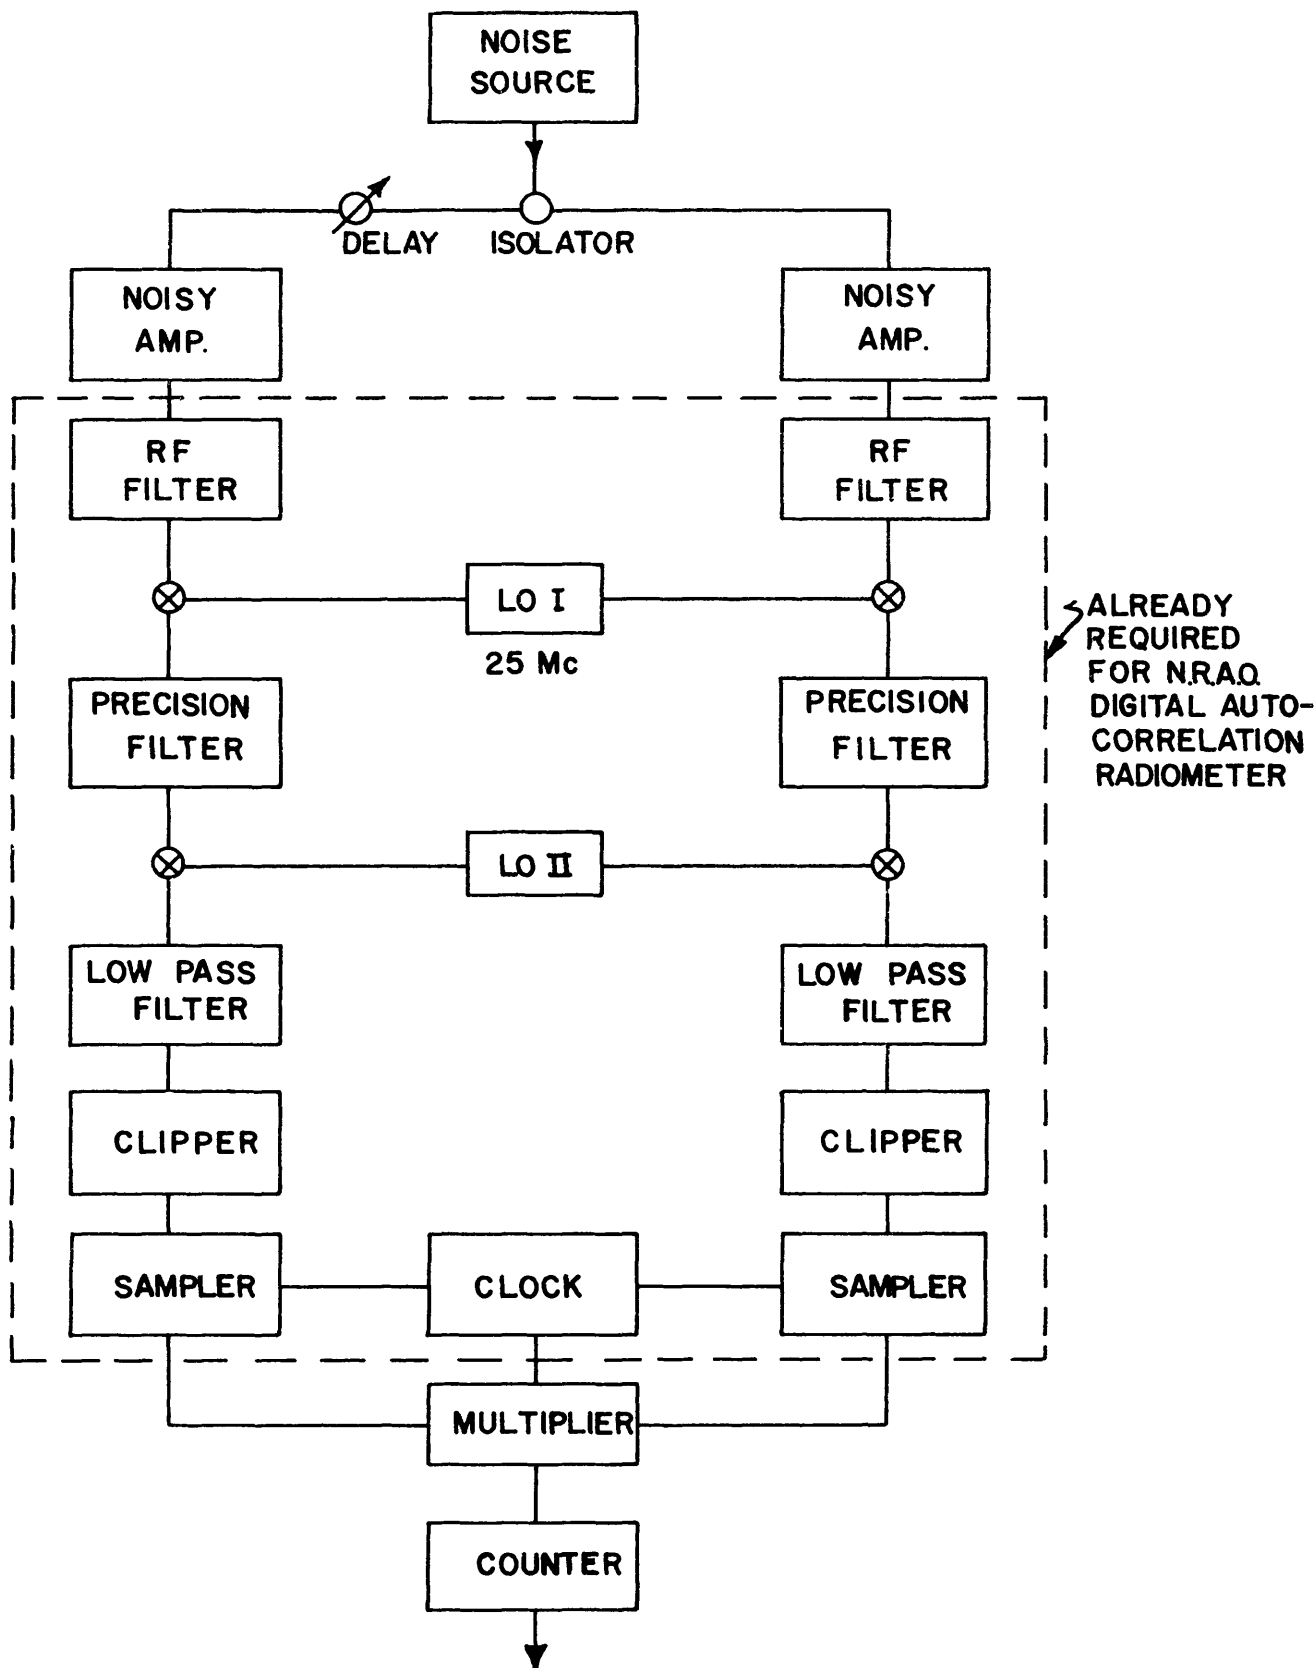 NOISE
SOURCE
DELAY
ISOLATOR
NOISY
AMP.
NOISY
AMP.
RF
FILTER
RF
FILTER
LO I
25 Mc
ALREADY
REQUIRED
FOR N.R.A.O.
DIGITAL AUTO-
CORRELATION
RADIOMETER
PRECISION
FILTER
PRECISION
FILTER
LO II
LOW PASS
FILTER
LOW PASS
FILTER
CLIPPER
CLIPPER
SAMPLER
CLOCK
SAMPLER
MULTIPLIER
COUNTER